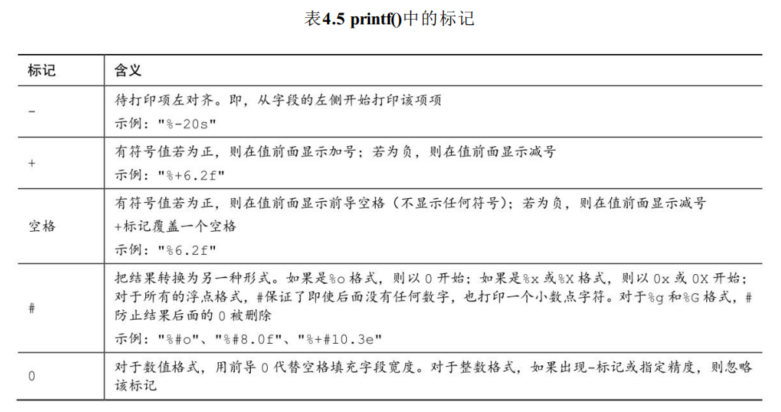 表4.5 printf()中的标记
标记 含义
- 待打印项左对齐。即，从字段的左侧开始打印该项项
示例："%-20s"
+ 有符号值若为正，则在值前面显示加号；若为负，则在值前面显示减号
示例："%+6.2f"
空格 有符号值若为正，则在值前面显示前导空格（不显示任何符号）；若为负，则在值前面显示减号
+标记覆盖一个空格
示例："%6.2f"
# 把结果转换为另一种形式。如果是%o格式，则以0开始；如果是%x或%X格式，则以0x或0X开始；
对于所有的浮点格式，#保证了即使后面没有任何数字，也打印一个小数点字符。对于%g和%G格式，#
防止结果后面的0被删除
示例："%#o"、"%#8.0f"、"%+#10.3e"
0 对于数值格式，用前导0代替空格填充字段宽度。对于整数格式，如果出现-标记或指定精度，则忽略
该标记